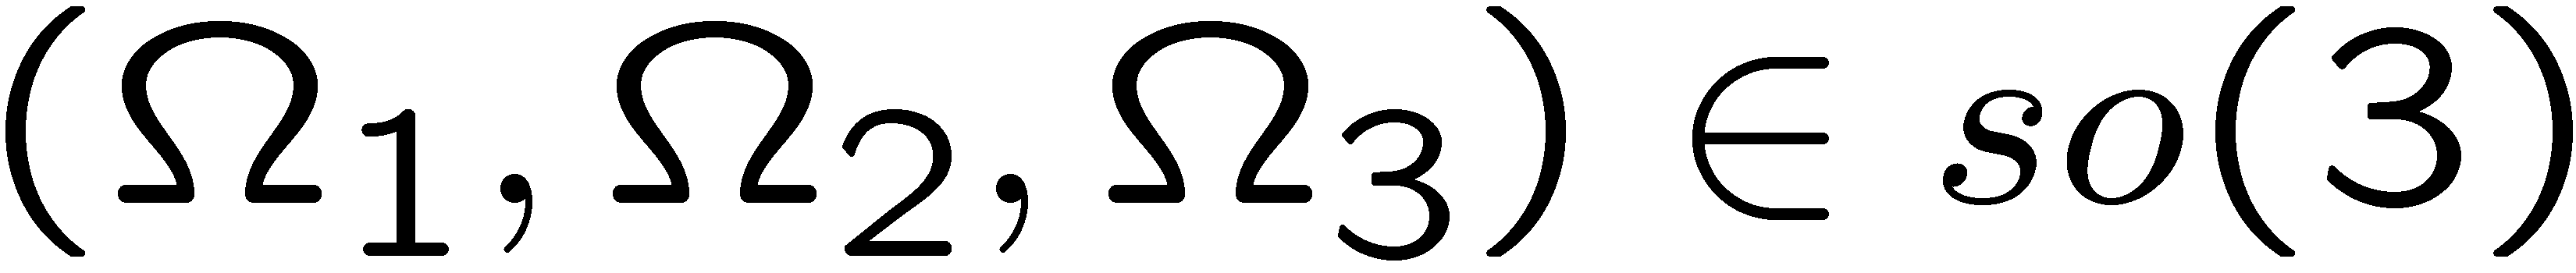 (Ω₁, Ω₂, Ω₃) ∈ so(3)